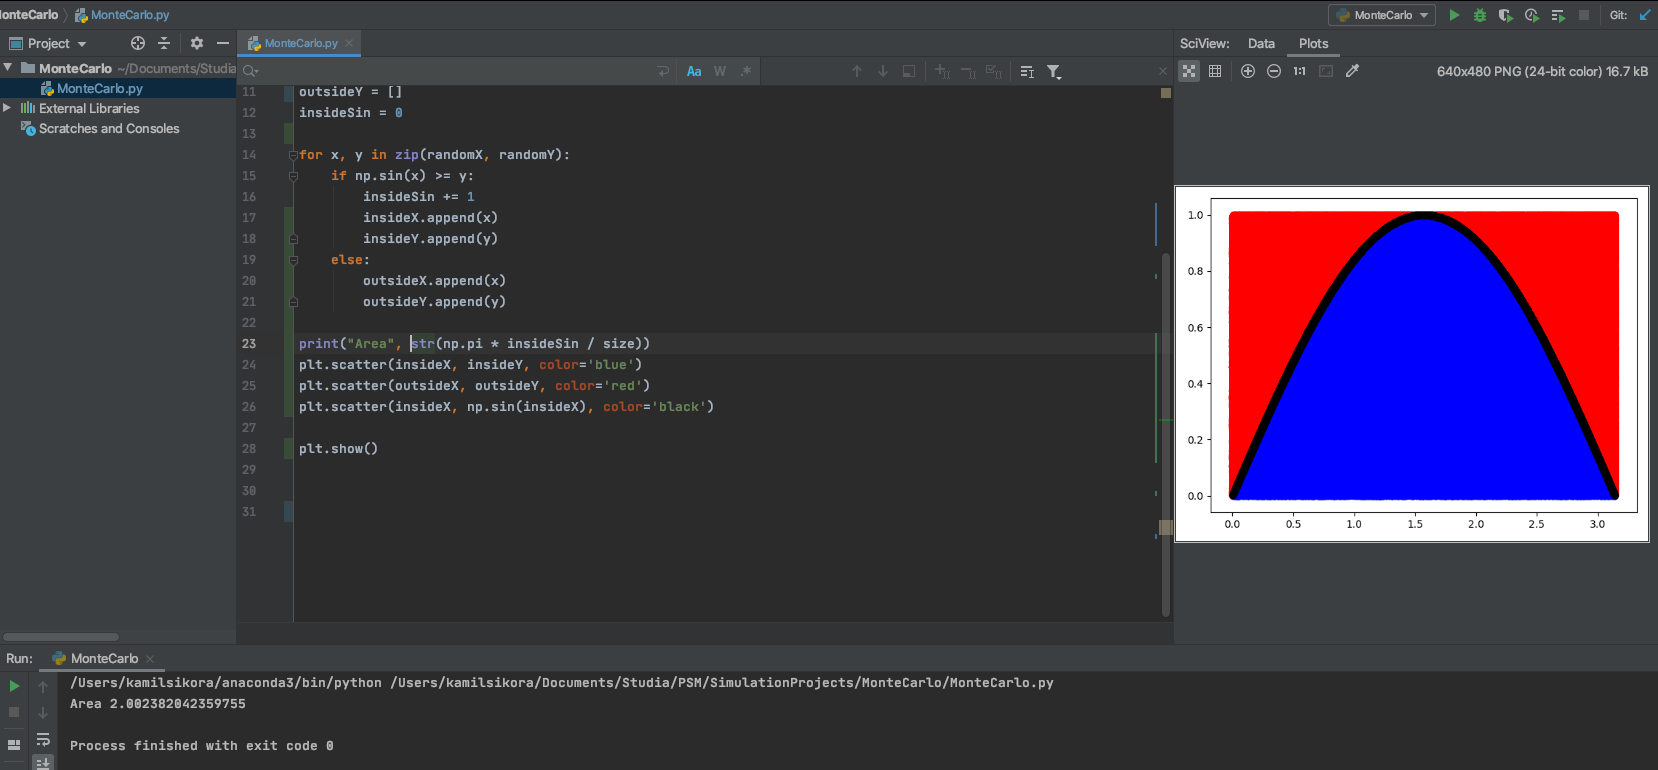 onteCarlo MonteCarlo.py MonteCarlo Git:
Project MonteCarlo.py SciView: Data Plots
MonteCarlo ~/Documents/Studia
MonteCarlo.py
External Libraries
Scratches and Consoles
Aa W .* 1:1 640x480 PNG (24-bit color) 16.7 kB
11 outsideY = []
12 insideSin = 0
13
14 for x, y in zip(randomX, randomY):
15 if np.sin(x) >= y:
16 insideSin += 1
17 insideX.append(x)
18 insideY.append(y)
19 else:
20 outsideX.append(x)
21 outsideY.append(y)
22
23 print("Area", str(np.pi * insideSin / size))
24 plt.scatter(insideX, insideY, color='blue')
25 plt.scatter(outsideX, outsideY, color='red')
26 plt.scatter(insideX, np.sin(insideX), color='black')
27
28 plt.show()
29
30
31
1.0
0.8
0.6
0.4
0.2
0.0
0.0 0.5 1.0 1.5 2.0 2.5 3.0
Run: MonteCarlo
/Users/kamilsikora/anaconda3/bin/python /Users/kamilsikora/Documents/Studia/PSM/SimulationProjects/MonteCarlo/MonteCarlo.py
Area 2.002382042359755
Process finished with exit code 0